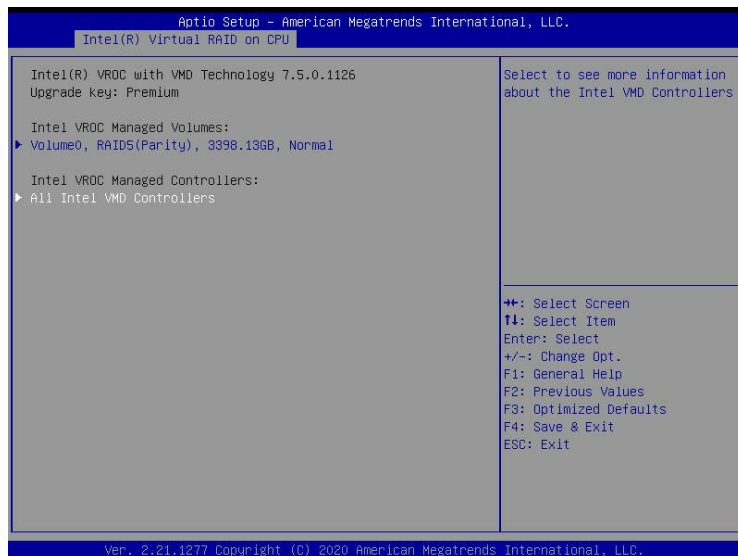 Aptio Setup – American Megatrends International, LLC.
Intel(R) Virtual RAID on CPU
Intel(R) VROC with VMD Technology 7.5.0.1126
Upgrade key: Premium
Intel VROC Managed Volumes:
Volume0, RAID5(Parity), 3398.13GB, Normal
Intel VROC Managed Controllers:
All Intel VMD Controllers
Select to see more information
about the Intel VMD Controllers
→←: Select Screen
↑↓: Select Item
Enter: Select
+/-: Change Opt.
F1: General Help
F2: Previous Values
F3: Optimized Defaults
F4: Save & Exit
ESC: Exit
Ver. 2.21.1277 Copyright (C) 2020 American Megatrends International, LLC.